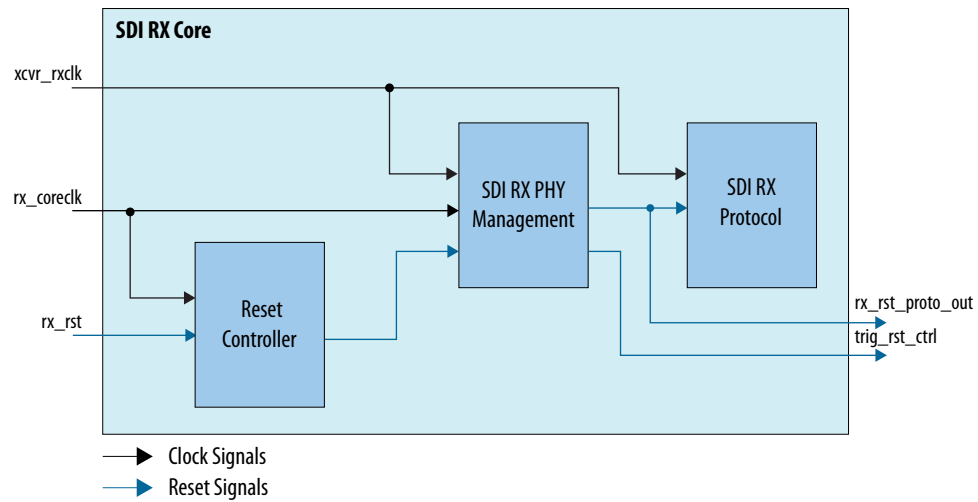 SDI RX Core
xcvr_rxclk
rx_coreclk
rx_rst
SDI RX PHY
Management
SDI RX
Protocol
Reset
Controller
rx_rst_proto_out
trig_rst_ctrl
Clock Signals
Reset Signals